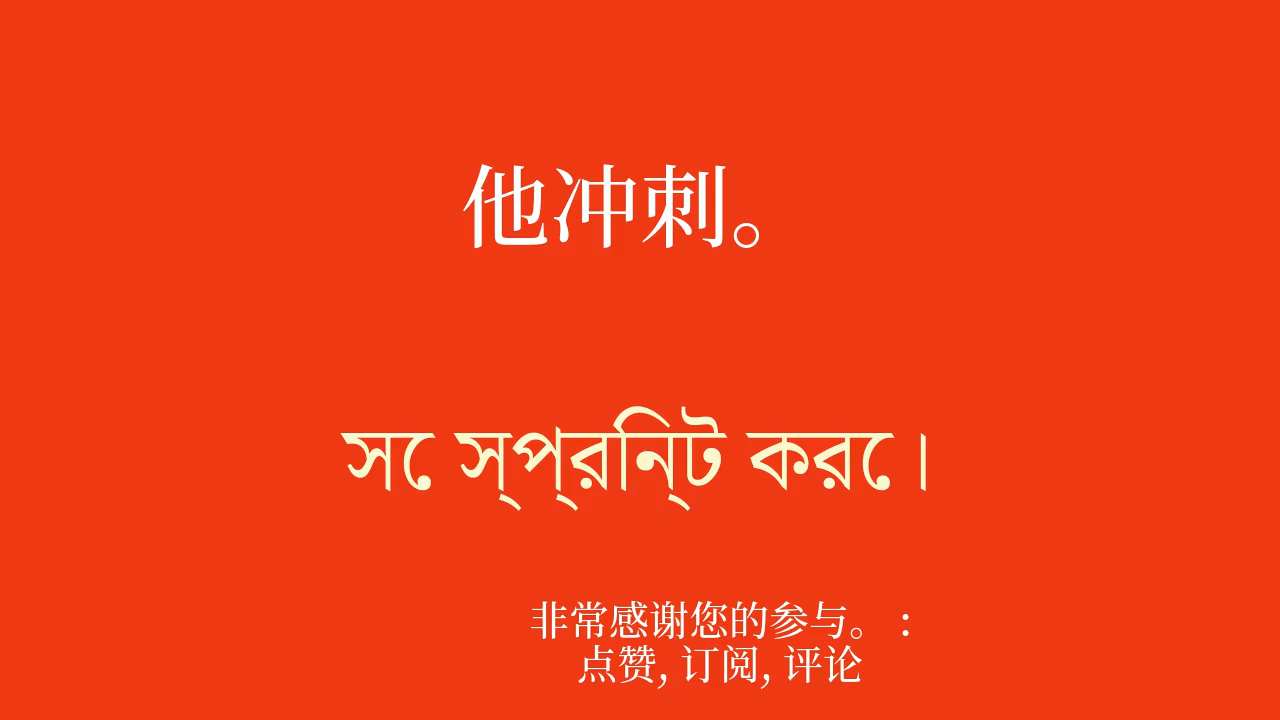 他冲刺。
সে স্প্রিন্ট করে।
非常感谢您的参与。 :
点赞, 订阅, 评论